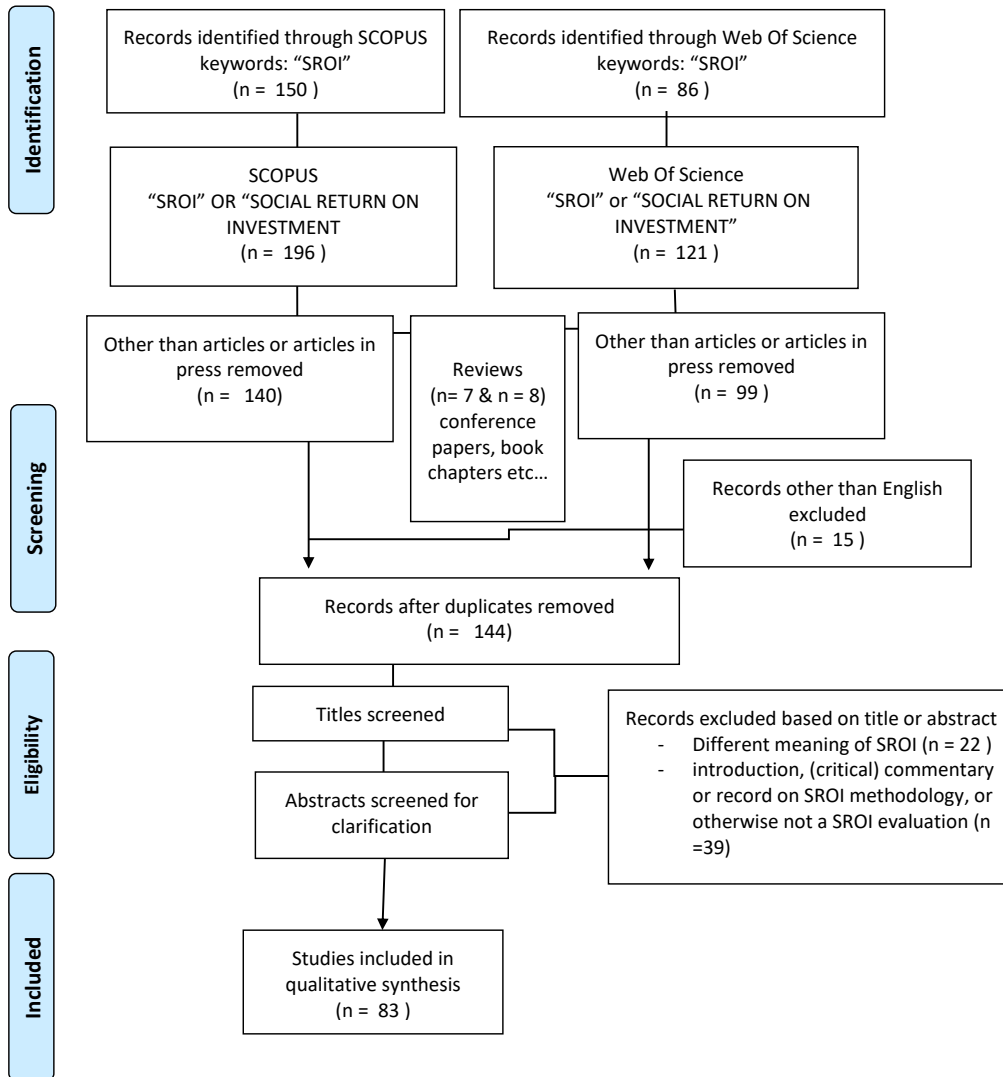 Identification
Records identified through SCOPUS
keywords: “SROI”
(n = 150 )
Records identified through Web Of Science
keywords: “SROI”
(n = 86 )
SCOPUS
“SROI” OR “SOCIAL RETURN ON
INVESTMENT
(n = 196 )
Web Of Science
“SROI” or “SOCIAL RETURN ON
INVESTMENT”
(n = 121 )
Other than articles or articles in
press removed
(n = 140)
Reviews
(n= 7 & n = 8)
conference
papers, book
chapters etc…
Other than articles or articles in
press removed
(n = 99 )
Screening
Records other than English
excluded
(n = 15 )
Records after duplicates removed
(n = 144)
Eligibility
Titles screened
Abstracts screened for
clarification
Records excluded based on title or abstract
- Different meaning of SROI (n = 22 )
- introduction, (critical) commentary
or record on SROI methodology, or
otherwise not a SROI evaluation (n
=39)
Included
Studies included in
qualitative synthesis
(n = 83 )